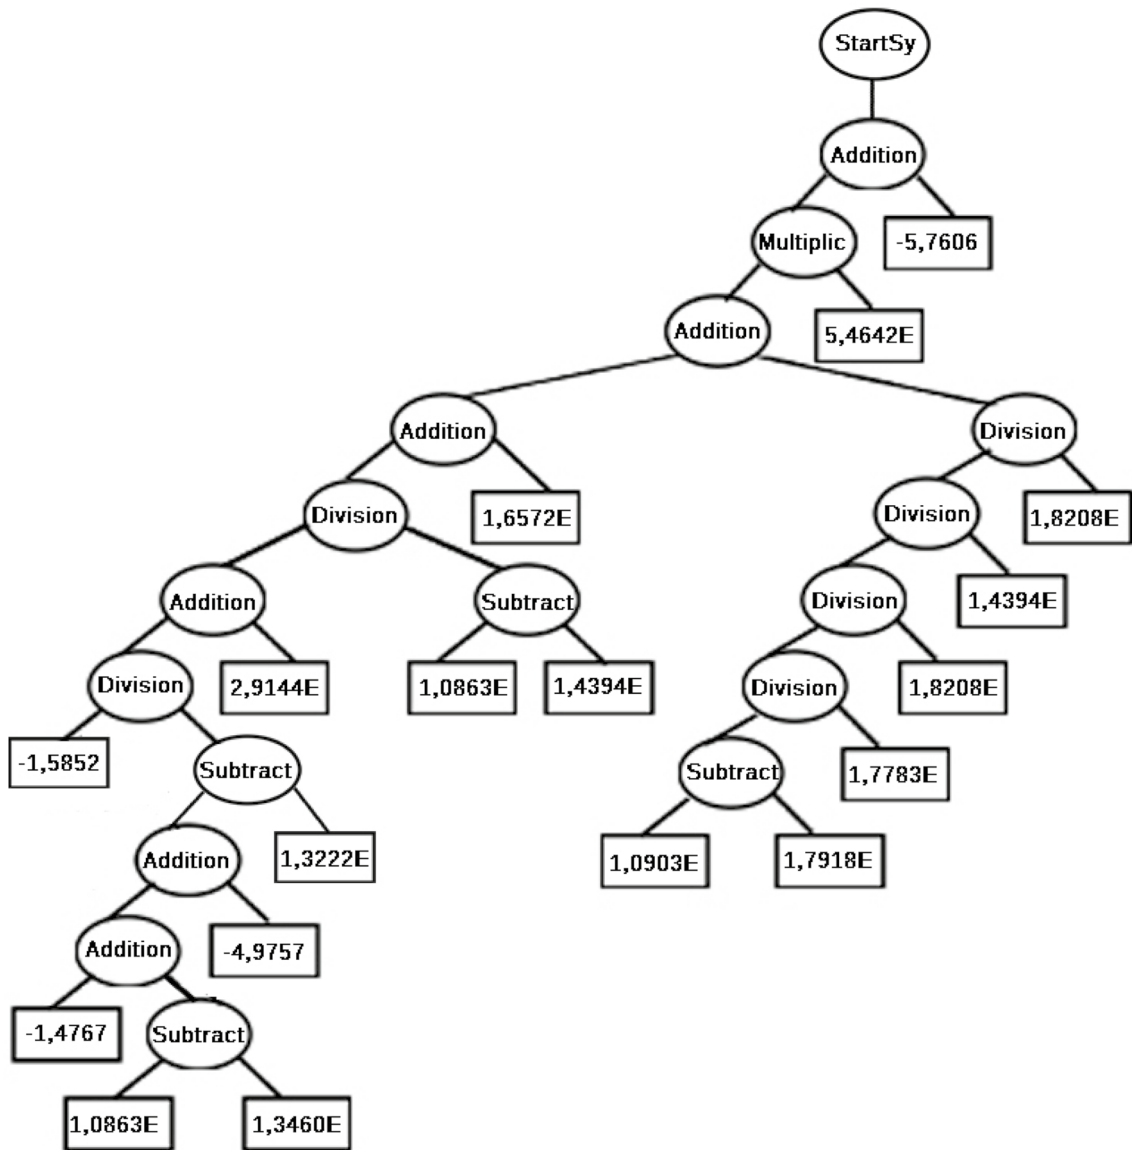 StartSy
Addition
Multiplic
-5,7606
Addition
5,4642E
Addition
Division
Division
1,6572E
Division
1,8208E
Addition
Subtract
Division
1,4394E
Division
2,9144E
1,0863E
1,4394E
Division
1,8208E
-1,5852
Subtract
Subtract
1,7783E
Addition
1,3222E
1,0903E
1,7918E
Addition
-4,9757
-1,4767
Subtract
1,0863E
1,3460E